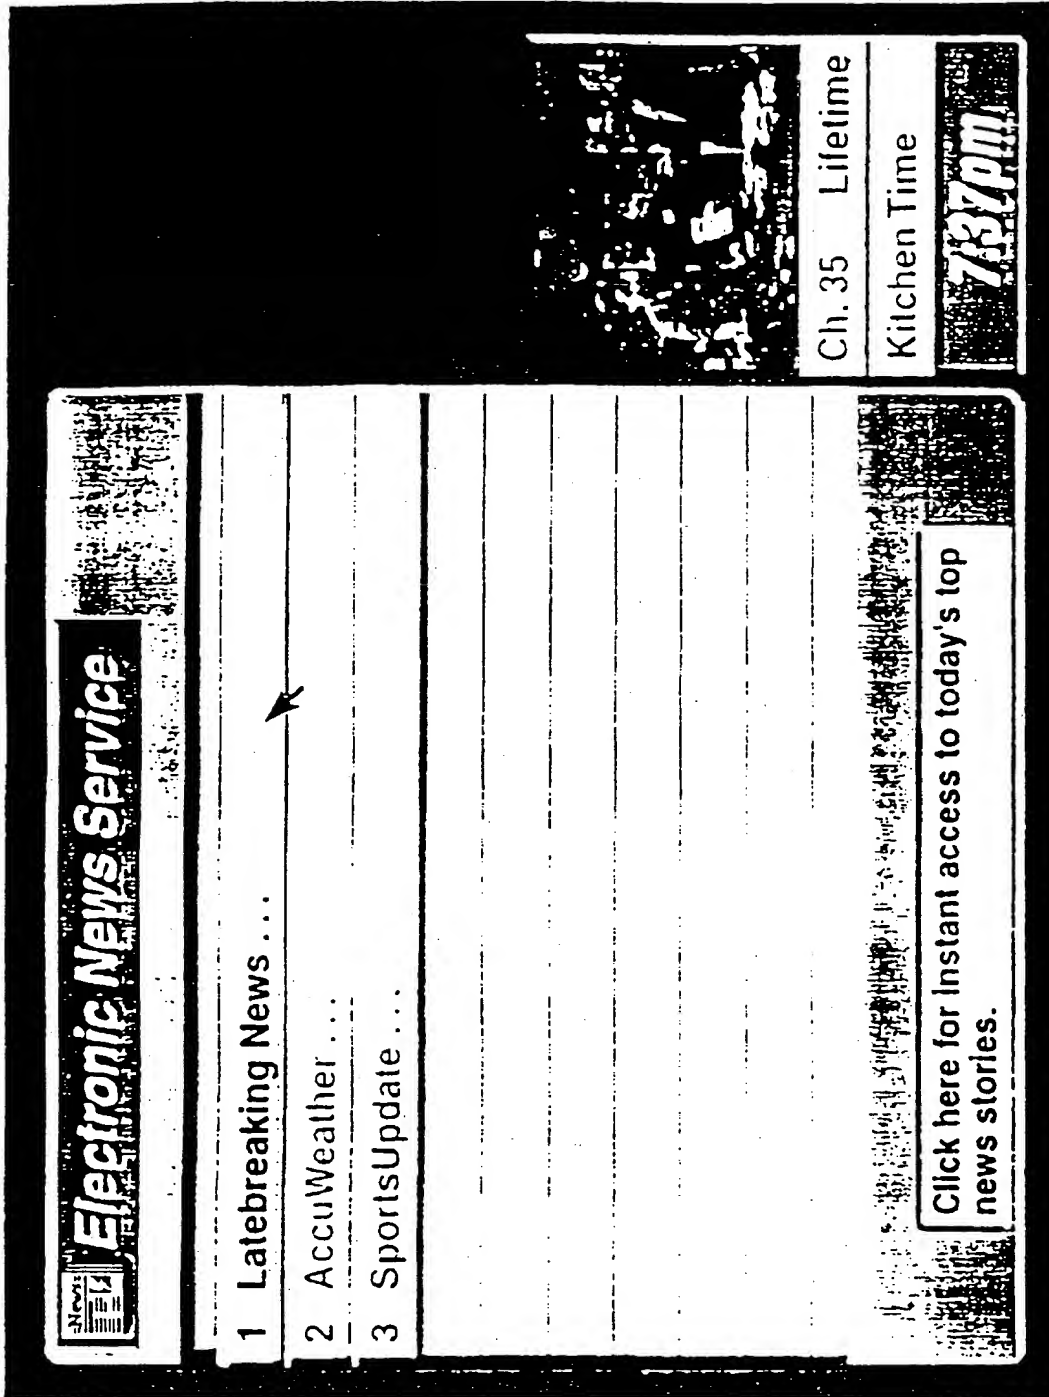 News
Electronic News Service
1 Latebreaking News...
2 AccuWeather...
3 SportsUpdate...
Click here for Instant access to today's top
news stories.
Ch. 35 Lifetime
Kitchen Time
7:37pm